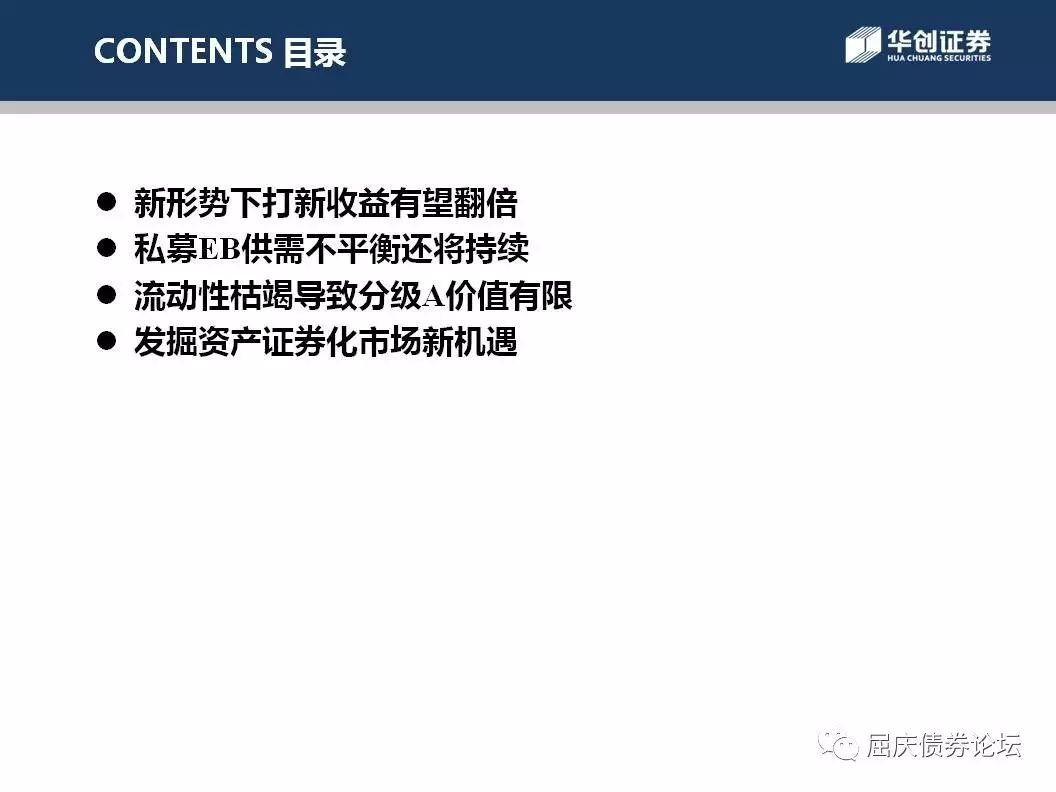 CONTENTS 目录
华创证券
HUA CHUANG SECURITIES
● 新形势下打新收益有望翻倍
● 私募EB供需不平衡还将持续
● 流动性枯竭导致分级A价值有限
● 发掘资产证券化市场新机遇
屈庆债券论坛